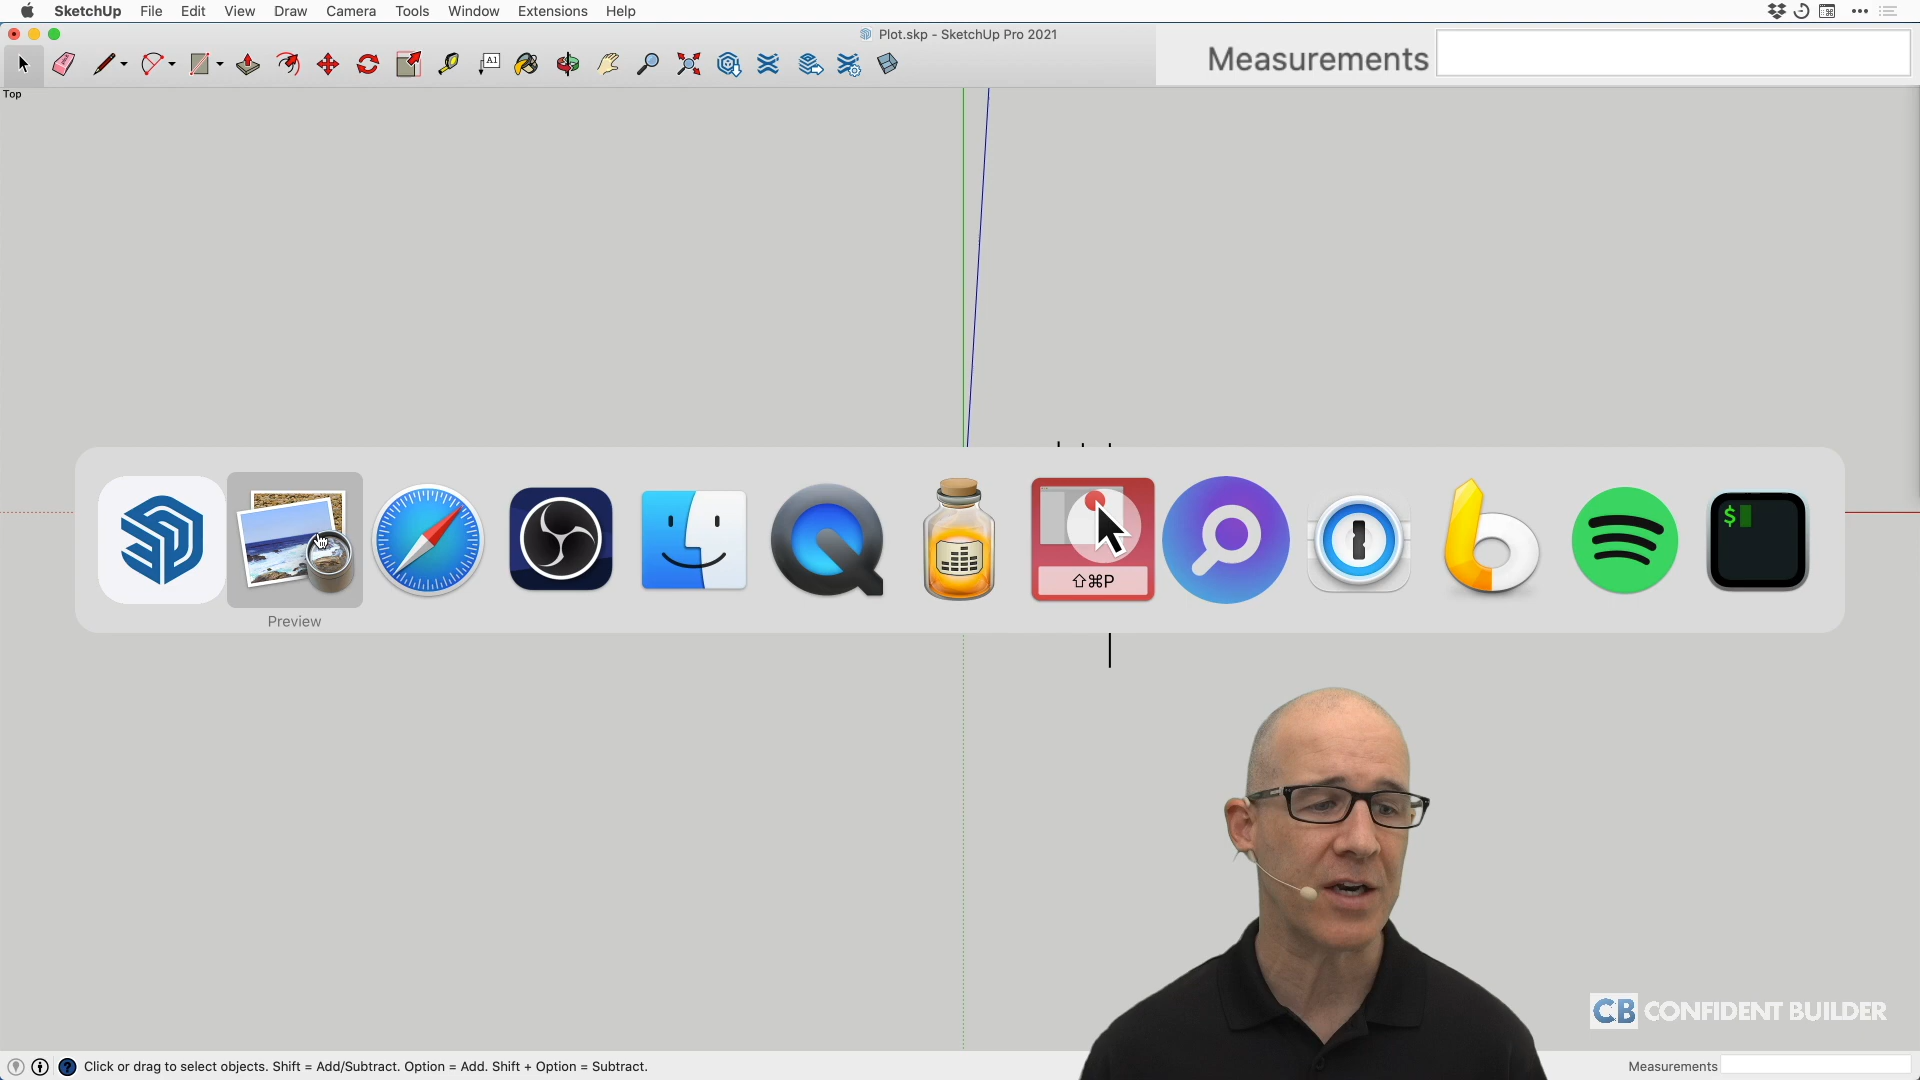 SketchUp File Edit View Draw Camera Tools Window Extensions Help
Plot.skp - SketchUp Pro 2021
Measurements
A1
Top
$
⇧⌘P
Preview
CB CONFIDENT BUILDER
Click or drag to select objects. Shift = Add/Subtract. Option = Add. Shift + Option = Subtract.
Measurements